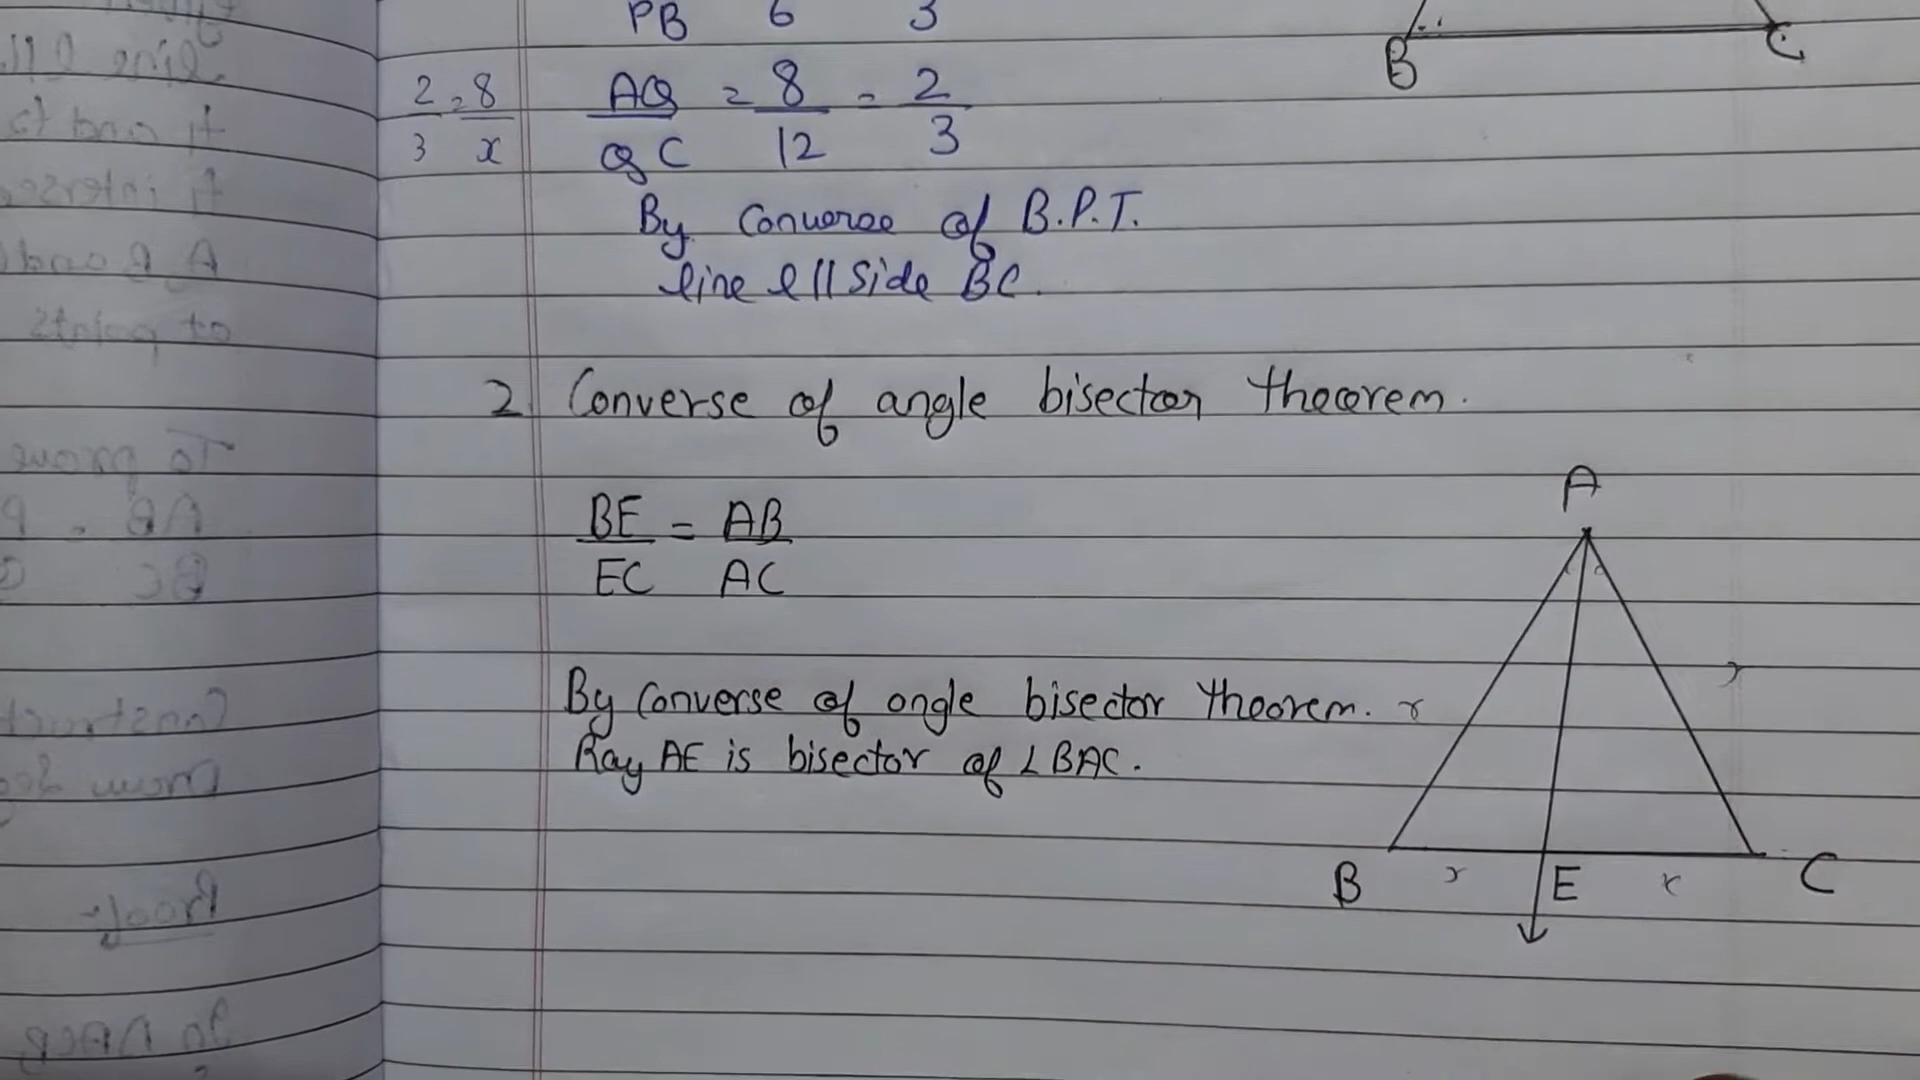 PB 6 3
2 = 8 AQ = 8 = 2
3 x QC 12 3
By Converse of B.P.T.
line l || side BC.
2 Converse of angle bisector theorem.
BE = AB
EC AC
By converse of angle bisector theorem.
Ray AE is bisector of ∠BAC.
B C
A
B E C